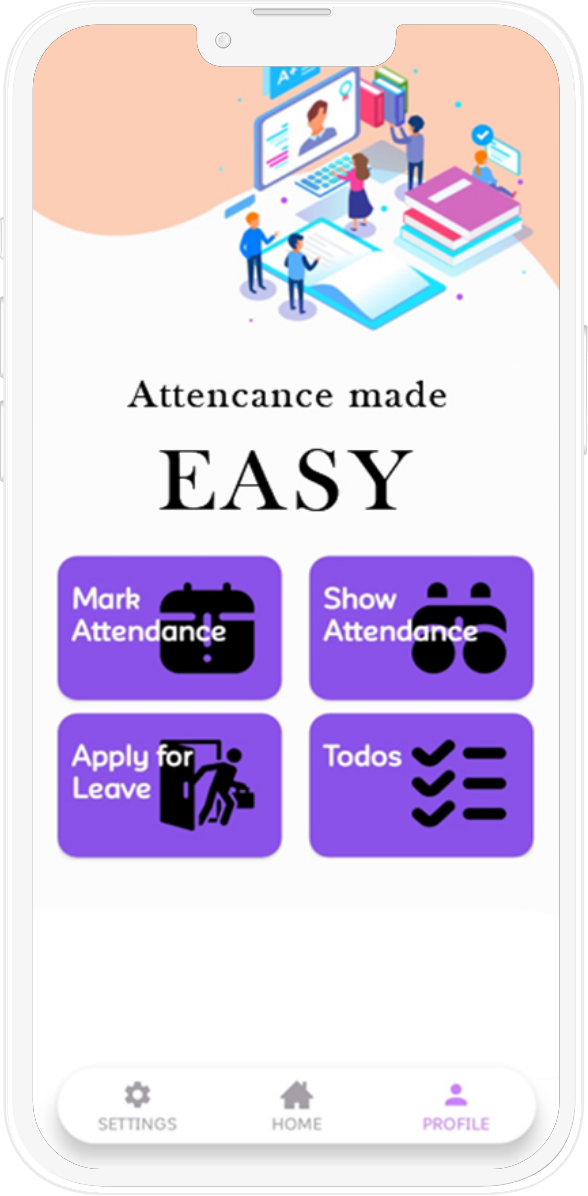 A+
Attencance made
EASY
Mark
Attendance
Show
Attendance
Apply for
Leave
Todos
SETTINGS
HOME
PROFILE